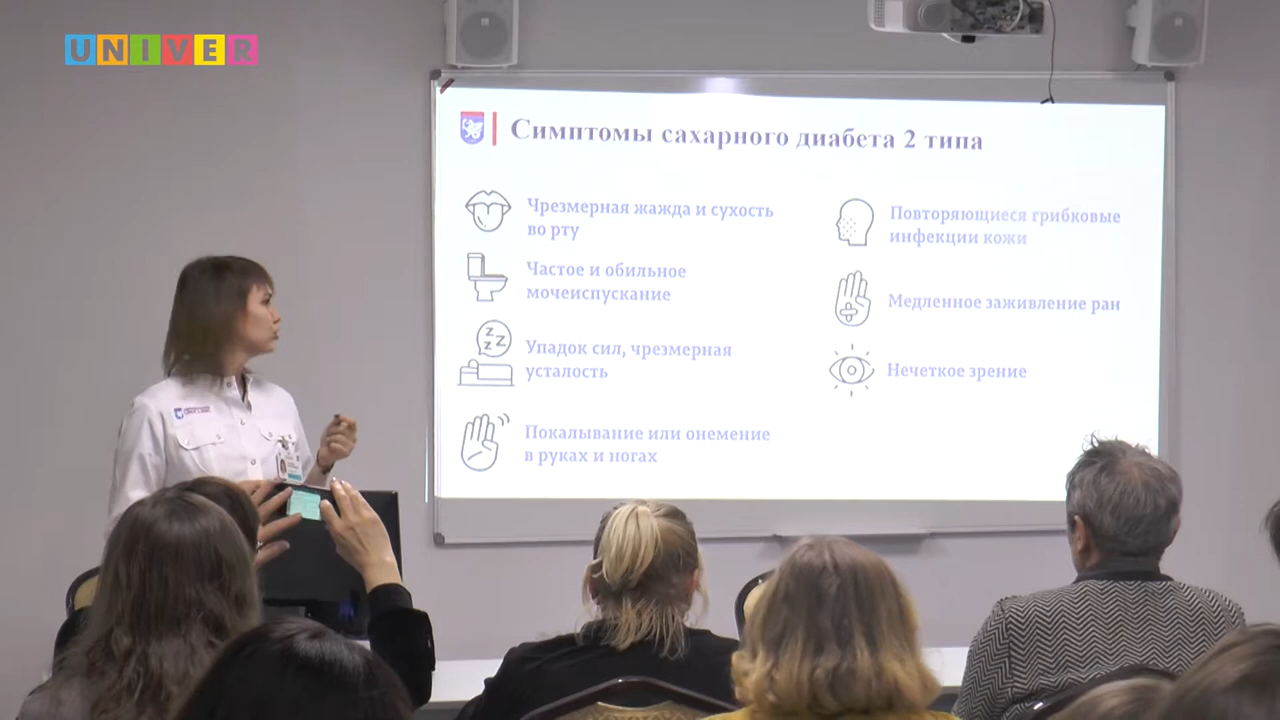 UNIVER
Симптомы сахарного диабета 2 типа
Чрезмерная жажда и сухость
во рту
Частое и обильное
мочеиспускание
Упадок сил, чрезмерная
усталость
Покалывание или онемение
в руках и ногах
Повторяющиеся грибковые
инфекции кожи
Медленное заживление ран
Нечеткое зрение